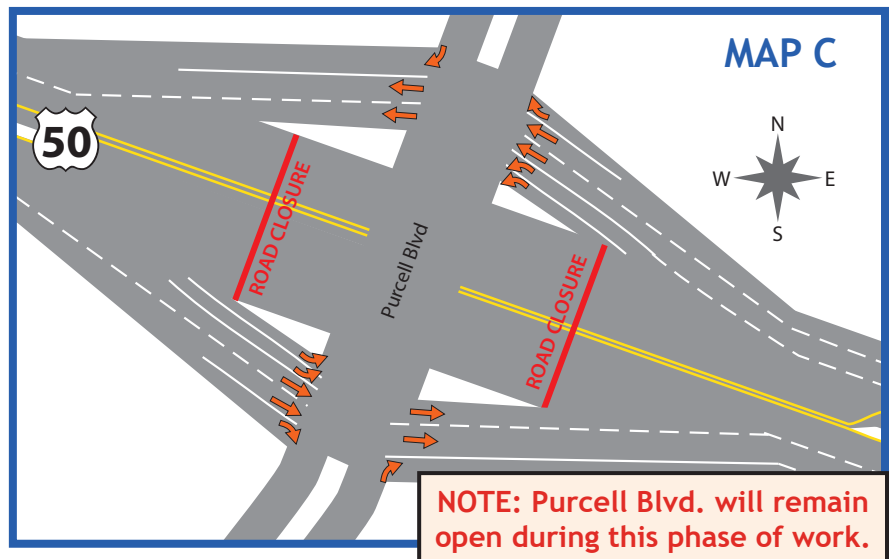 MAP C
50
N
W E
S
ROAD CLOSURE
Purcell Blvd
ROAD CLOSURE
NOTE: Purcell Blvd. will remain
open during this phase of work.